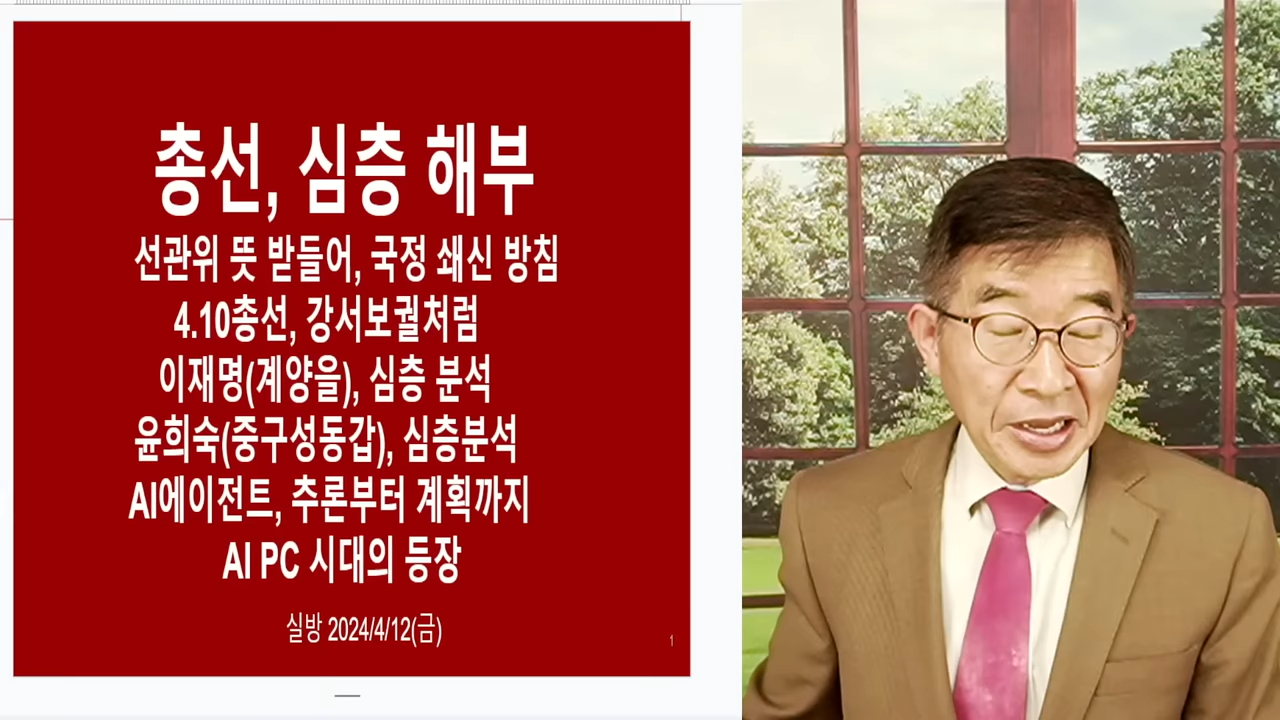 총선, 심층 해부
선관위 뜻 받들어, 국정 쇄신 방침
4.10총선, 강서보궐처럼
이재명(계양을), 심층 분석
윤희숙(중구성동갑), 심층분석
AI에이전트, 추론부터 계획까지
AI PC 시대의 등장
실방 2024/4/12(금)
1